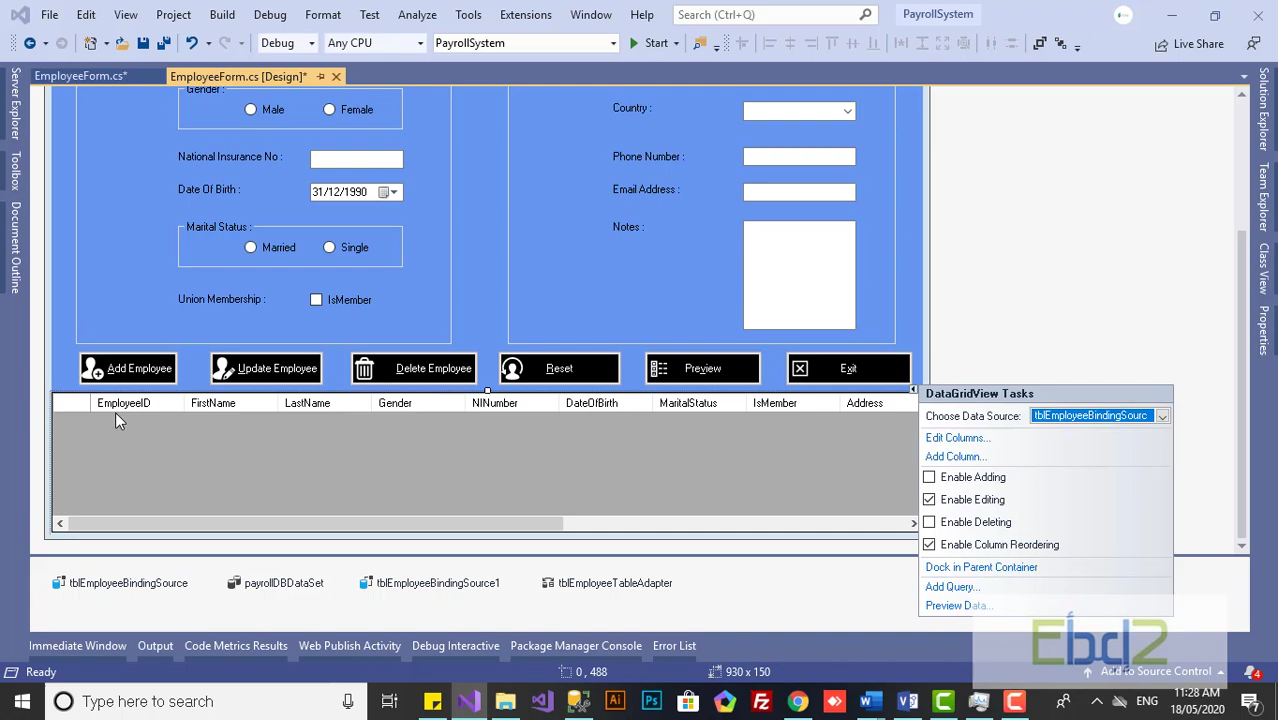 File Edit View Project Build Debug Format Test Analyze Tools Extensions Window Help Search (Ctrl+Q) PayrollSystem
Debug Any CPU PayrollSystem Start Live Share
EmployeeForm.cs* EmployeeForm.cs [Design]*
Server Explorer
Toolbox
Document Outline
Solution Explorer
Team Explorer
Class View
Properties
Gender :
Male Female
Country :
National Insurance No :
Phone Number :
Date Of Birth : 31/12/1990
Email Address :
Marital Status :
Notes :
Married Single
Union Membership : IsMember
Add Employee Update Employee Delete Employee Reset Preview Exit
EmployeeID FirstName LastName Gender NINumber DateOfBirth MaritalStatus IsMember Address
DataGridView Tasks
Choose Data Source: tblEmployeeBindingSourc
Edit Columns...
Add Column...
Enable Adding
Enable Editing
Enable Deleting
Enable Column Reordering
Dock in Parent Container
Add Query...
Preview Data...
tblEmployeeBindingSource payrollDBDataSet tblEmployeeBindingSource1 tblEmployeeTableAdapter
Ebd2
Immediate Window Output Code Metrics Results Web Publish Activity Debug Interactive Package Manager Console Error List
Ready 0 , 488 930 x 150 Add to Source Control 4
Type here to search
ENG
11:28 AM
18/05/2020
7